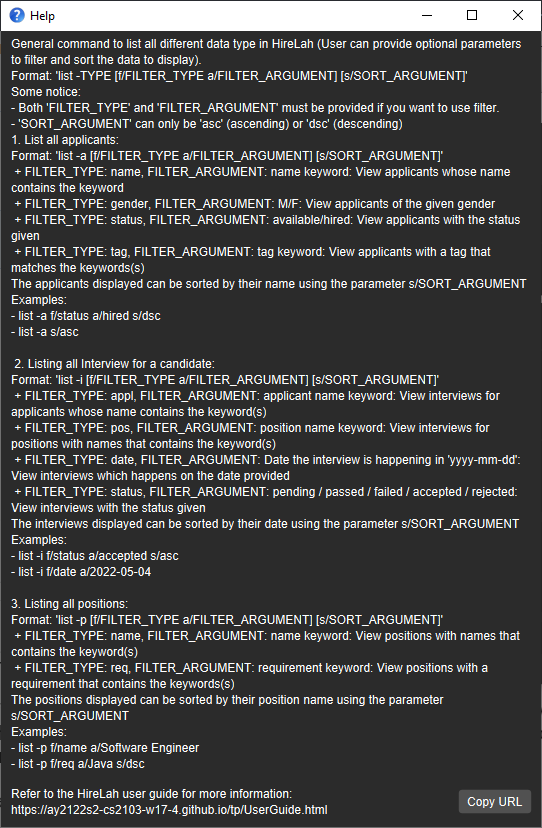 Help
General command to list all different data type in HireLah (User can provide optional parameters
to filter and sort the data to display).
Format: 'list -TYPE [f/FILTER_TYPE a/FILTER_ARGUMENT] [s/SORT_ARGUMENT]'
Some notice:
- Both 'FILTER_TYPE' and 'FILTER_ARGUMENT' must be provided if you want to use filter.
- 'SORT_ARGUMENT' can only be 'asc' (ascending) or 'dsc' (descending)
1. List all applicants:
Format: 'list -a [f/FILTER_TYPE a/FILTER_ARGUMENT] [s/SORT_ARGUMENT]'
+ FILTER_TYPE: name, FILTER_ARGUMENT: name keyword: View applicants whose name
contains the keyword
+ FILTER_TYPE: gender, FILTER_ARGUMENT: M/F: View applicants of the given gender
+ FILTER_TYPE: status, FILTER_ARGUMENT: available/hired: View applicants with the status
given
+ FILTER_TYPE: tag, FILTER_ARGUMENT: tag keyword: View applicants with a tag that
matches the keywords(s)
The applicants displayed can be sorted by their name using the parameter s/SORT_ARGUMENT
Examples:
- list -a f/status a/hired s/dsc
- list -a s/asc
2. Listing all Interview for a candidate:
Format: 'list -i [f/FILTER_TYPE a/FILTER_ARGUMENT] [s/SORT_ARGUMENT]'
+ FILTER_TYPE: appl, FILTER_ARGUMENT: applicant name keyword: View interviews for
applicants whose name contains the keyword(s)
+ FILTER_TYPE: pos, FILTER_ARGUMENT: position name keyword: View interviews for
positions with names that contains the keyword(s)
+ FILTER_TYPE: date, FILTER_ARGUMENT: Date the interview is happening in 'yyyy-mm-dd':
View interviews which happens on the date provided
+ FILTER_TYPE: status, FILTER_ARGUMENT: pending / passed / failed / accepted / rejected:
View interviews with the status given
The interviews displayed can be sorted by their date using the parameter s/SORT_ARGUMENT
Examples:
- list -i f/status a/accepted s/asc
- list -i f/date a/2022-05-04
3. Listing all positions:
Format: 'list -p [f/FILTER_TYPE a/FILTER_ARGUMENT] [s/SORT_ARGUMENT]'
+ FILTER_TYPE: name, FILTER_ARGUMENT: name keyword: View positions with names that
contains the keyword(s)
+ FILTER_TYPE: req, FILTER_ARGUMENT: requirement keyword: View positions with a
requirement that contains the keywords(s)
The positions displayed can be sorted by their position name using the parameter
s/SORT_ARGUMENT
Examples:
- list -p f/name a/Software Engineer
- list -p f/req a/Java s/dsc
Refer to the HireLah user guide for more information:
https://ay2122s2-cs2103-w17-4.github.io/tp/UserGuide.html
Copy URL